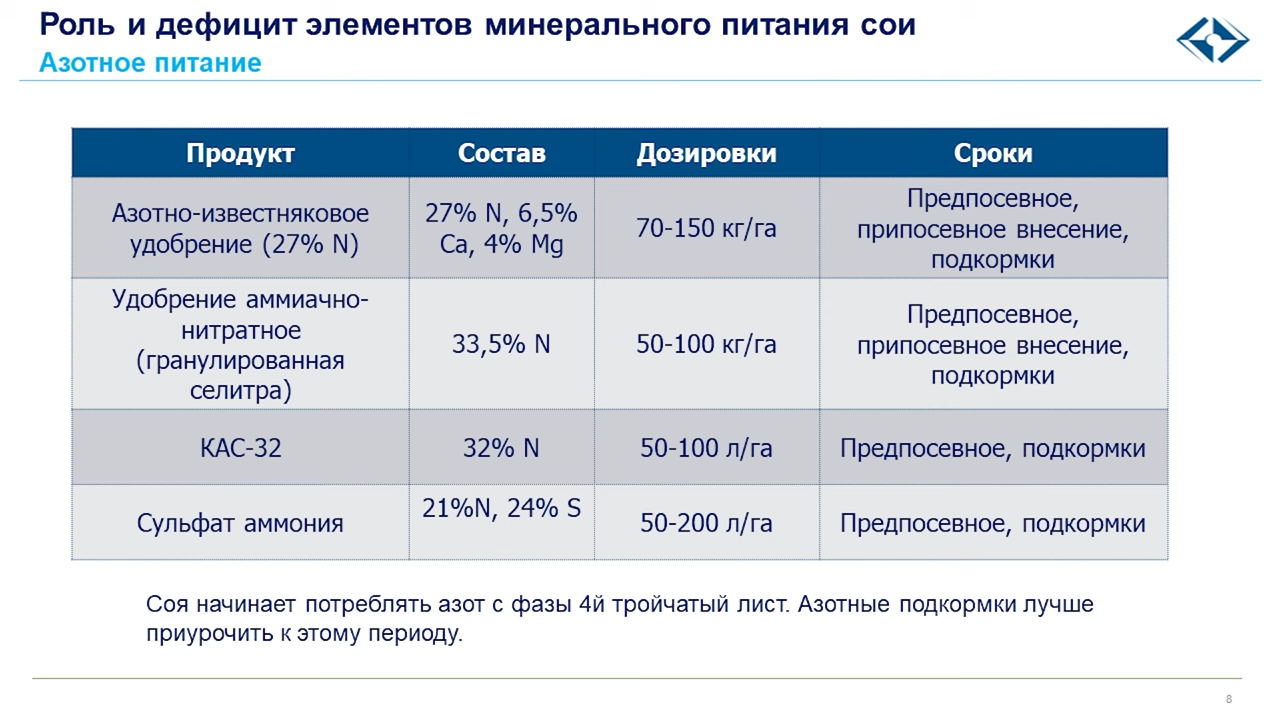 Роль и дефицит элементов минерального питания сои
Азотное питание
Продукт Состав Дозировки Сроки
Азотно-известняковое
удобрение (27% N)
27% N, 6,5%
Ca, 4% Mg
70-150 кг/га
Предпосевное,
припосевное внесение,
подкормки
Удобрение аммиачно-
нитратное
(гранулированная
селитра)
33,5% N
50-100 кг/га
Предпосевное,
припосевное внесение,
подкормки
КАС-32
32% N
50-100 л/га
Предпосевное, подкормки
Сульфат аммония
21%N, 24% S
50-200 л/га
Предпосевное, подкормки
Соя начинает потреблять азот с фазы 4й тройчатый лист. Азотные подкормки лучше
приурочить к этому периоду.
8